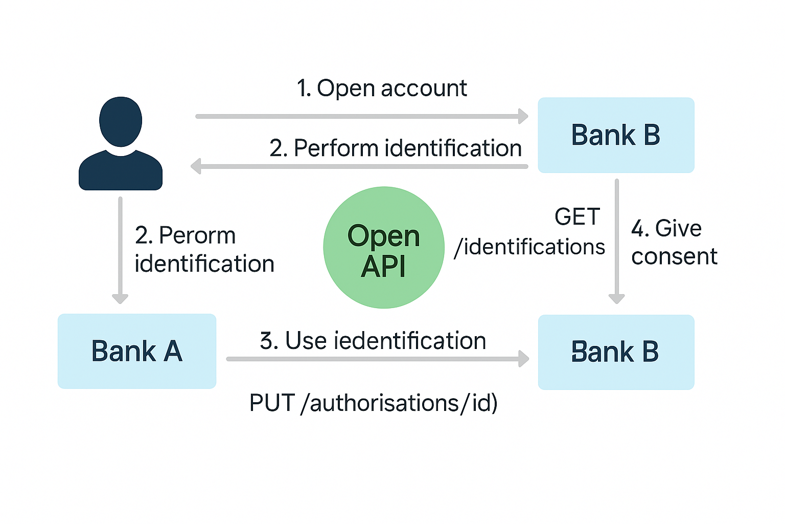 1. Open account
Bank B
2. Perform identification
Open
API
GET
/identifications
4. Give
consent
2. Perorm
identification
Bank A
3. Use iedentification
Bank B
PUT /authorisations/id)